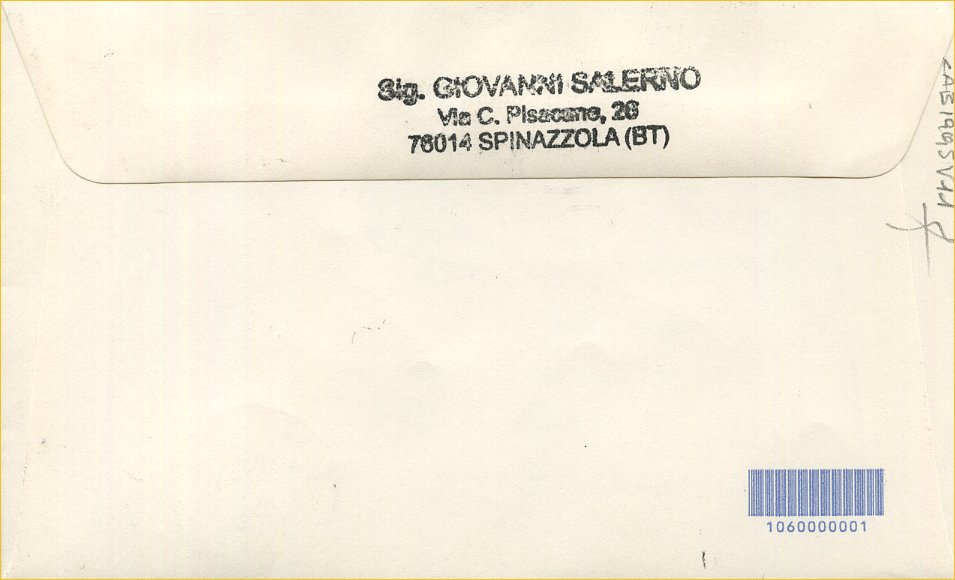 Sig. GIOVANNI SALERNO
Via C. Pisacane, 26
76014 SPINAZZOLA (BT)
1060000001